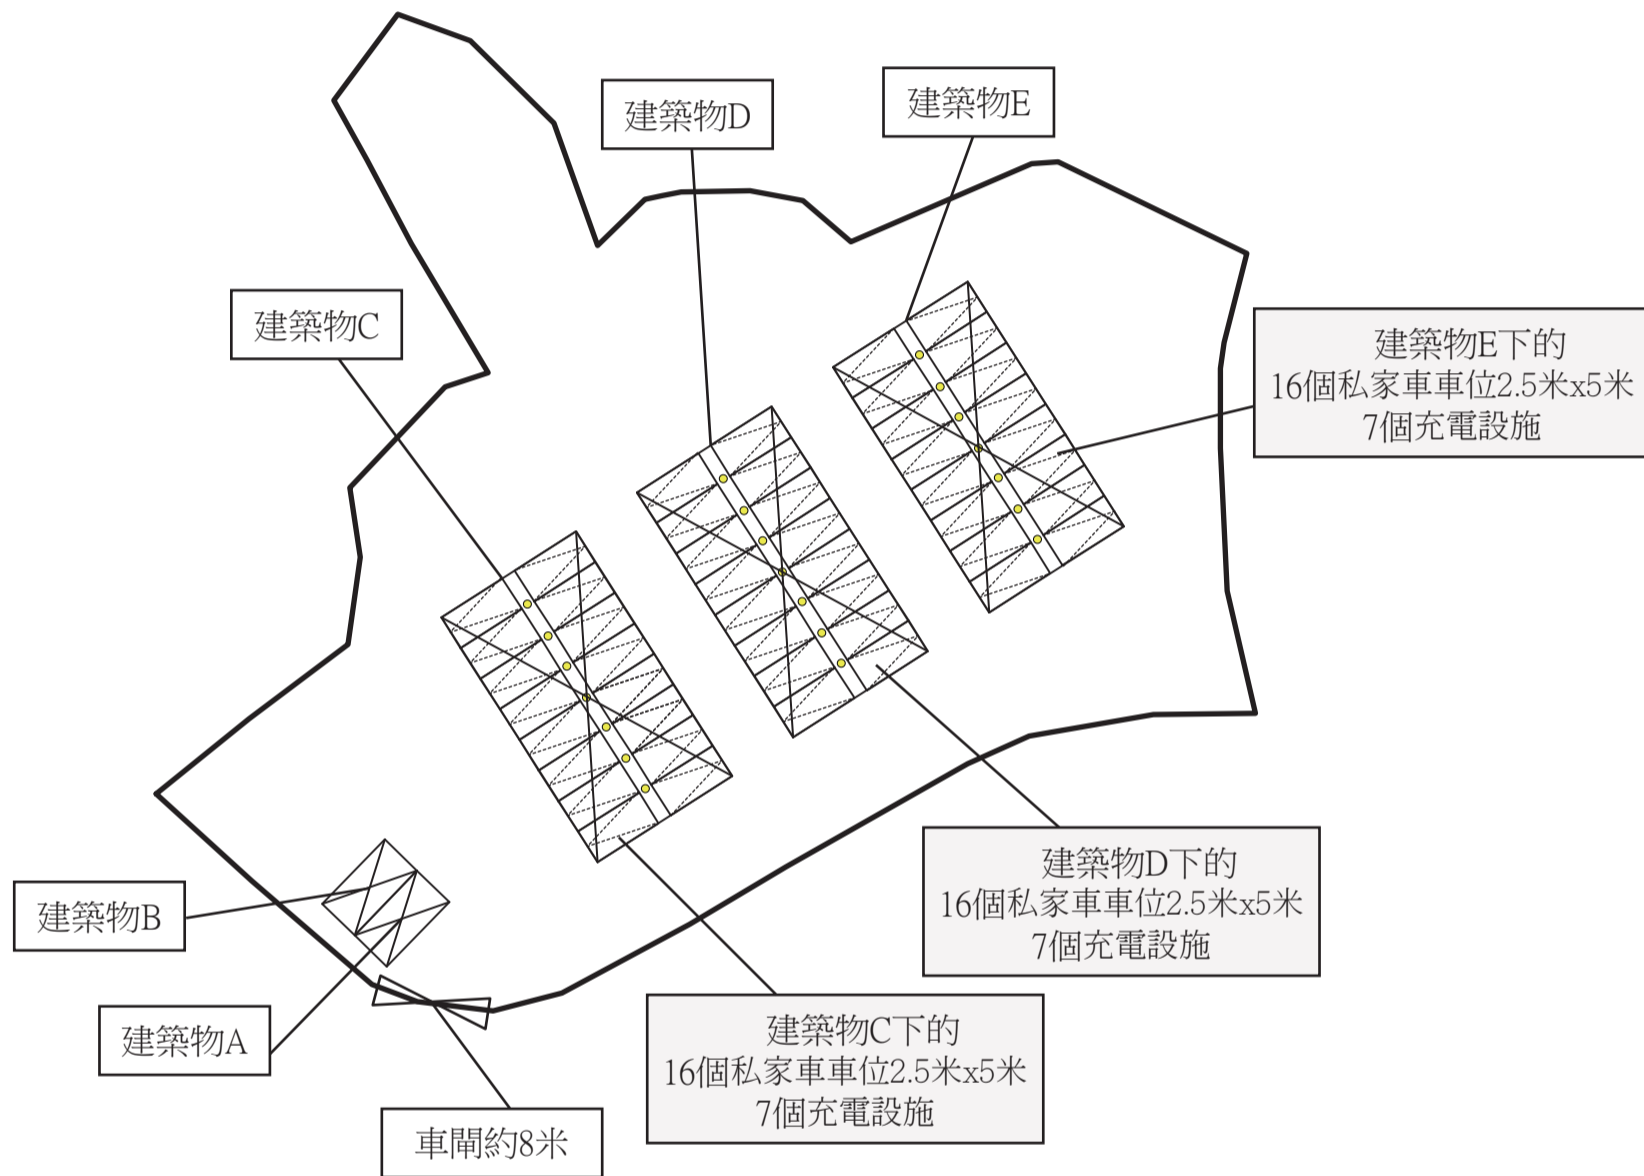 建築物D
建築物E
建築物C
建築物E下的
16個私家車車位2.5米x5米
7個充電設施
建築物B
建築物D下的
16個私家車車位2.5米x5米
7個充電設施
建築物A
建築物C下的
16個私家車車位2.5米x5米
7個充電設施
車閘約8米